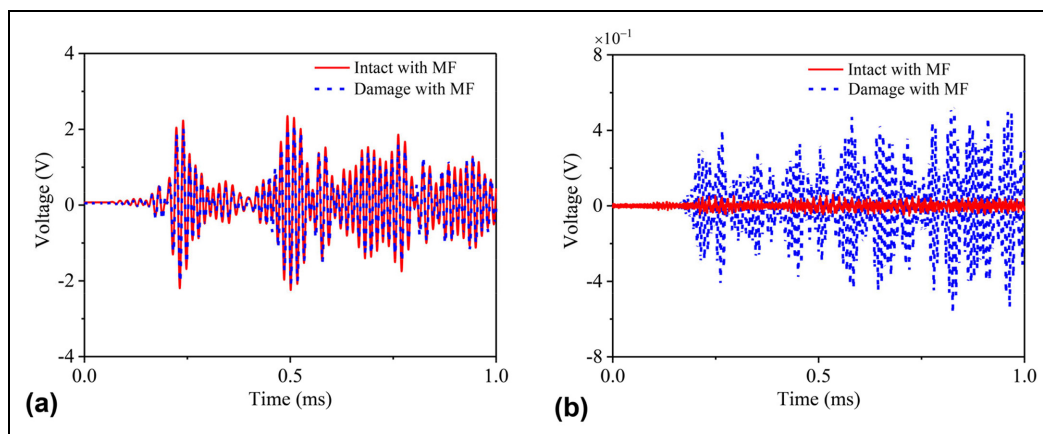 4
2
0
-2
-4
Voltage (V)
0.0
0.5
1.0
Time (ms)
Intact with MF
Damage with MF
(a)
×10⁻¹
8
4
0
-4
-8
Voltage (V)
0.0
0.5
1.0
Time (ms)
Intact with MF
Damage with MF
(b)